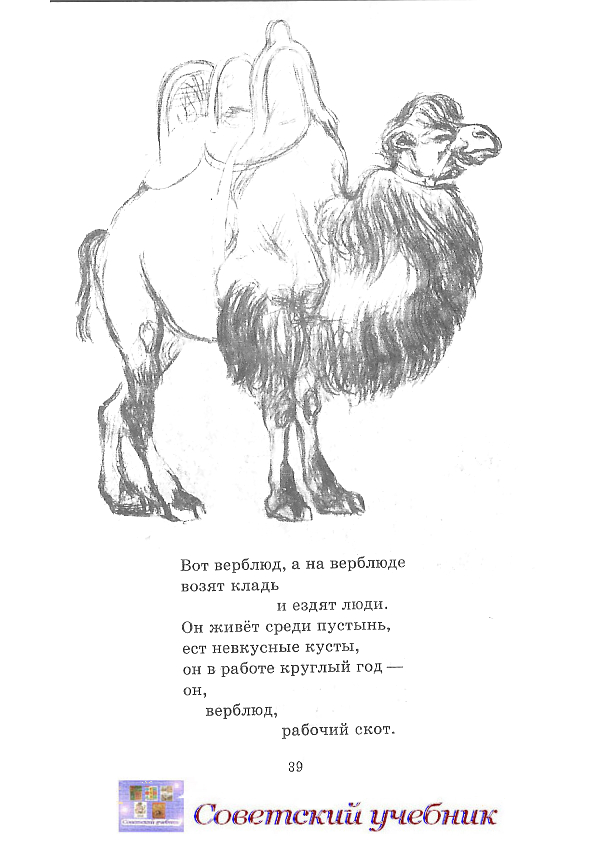 Вот верблюд, а на верблюде
возят кладь
и ездят люди.
Он живёт среди пустынь,
ест невкусные кусты,
он в работе круглый год —
он,
верблюд,
рабочий скот.
39
Советский учебник